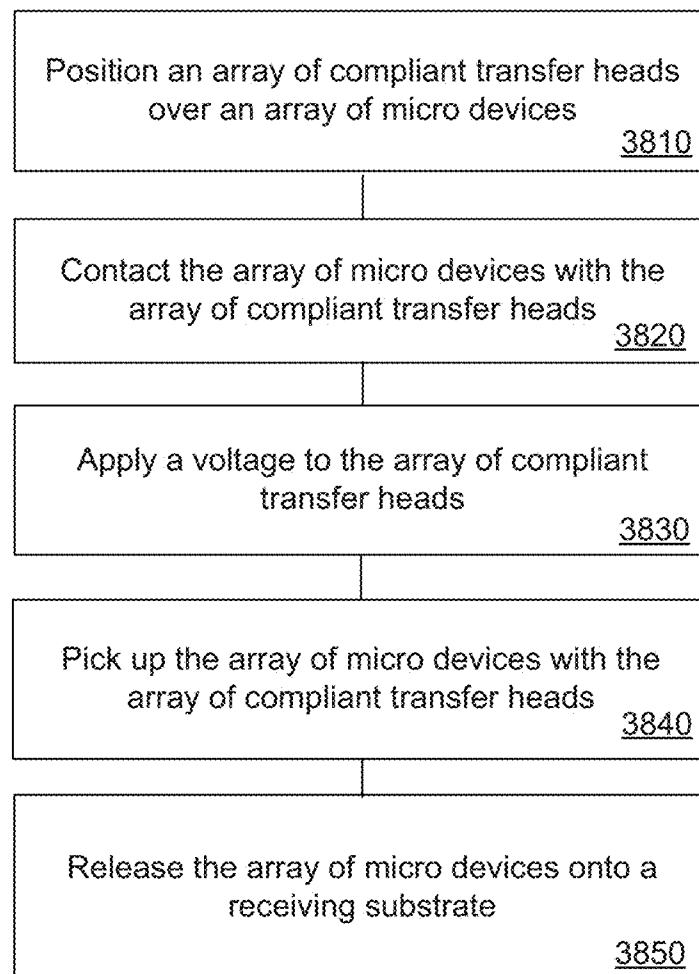 Position an array of compliant transfer heads
over an array of micro devices
3810
Contact the array of micro devices with the
array of compliant transfer heads
3820
Apply a voltage to the array of compliant
transfer heads
3830
Pick up the array of micro devices with the
array of compliant transfer heads
3840
Release the array of micro devices onto a
receiving substrate
3850